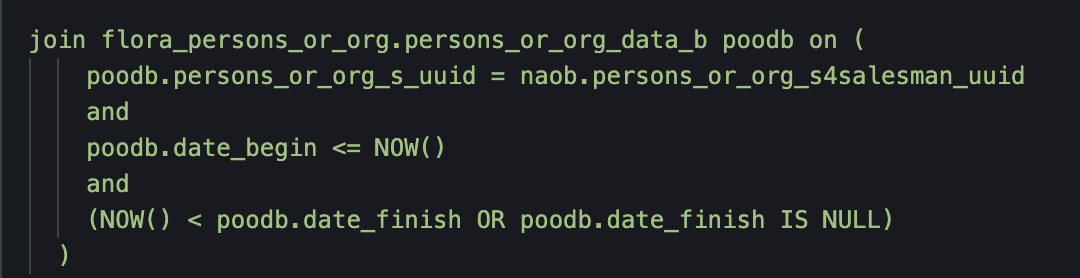 join flora_persons_or_org.persons_or_org_data_b poodb on (
poodb.persons_or_org_s_uuid = naob.persons_or_org_s4salesman_uuid
and
poodb.date_begin <= NOW()
and
(NOW() < poodb.date_finish OR poodb.date_finish IS NULL)
)